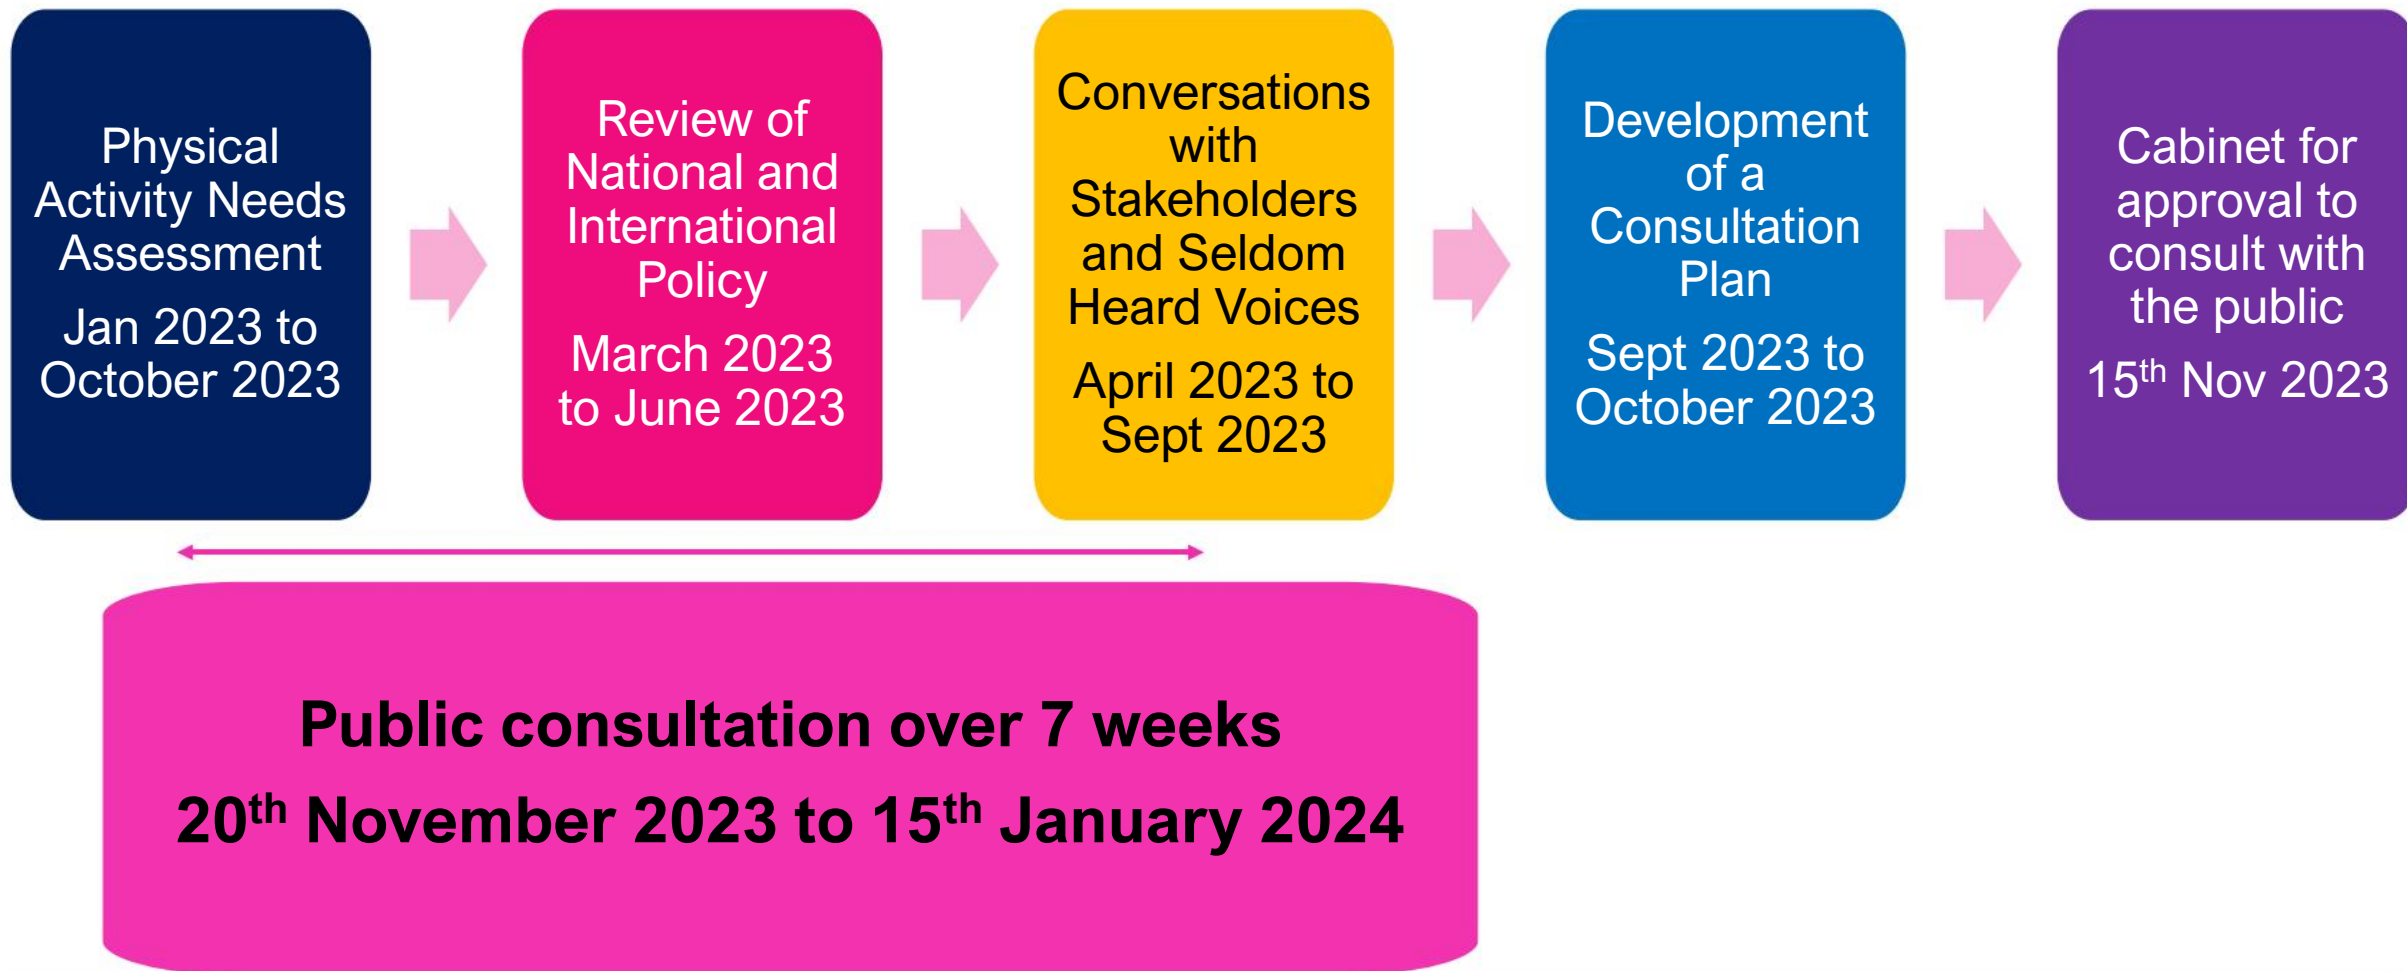 Physical
Activity Needs
Assessment
Jan 2023 to
October 2023
Review of
National and
International
Policy
March 2023
to June 2023
Conversations
with
Stakeholders
and Seldom
Heard Voices
April 2023 to
Sept 2023
Development
of a
Consultation
Plan
Sept 2023 to
October 2023
Cabinet for
approval to
consult with
the public
15th Nov 2023
Public consultation over 7 weeks
20th November 2023 to 15th January 2024